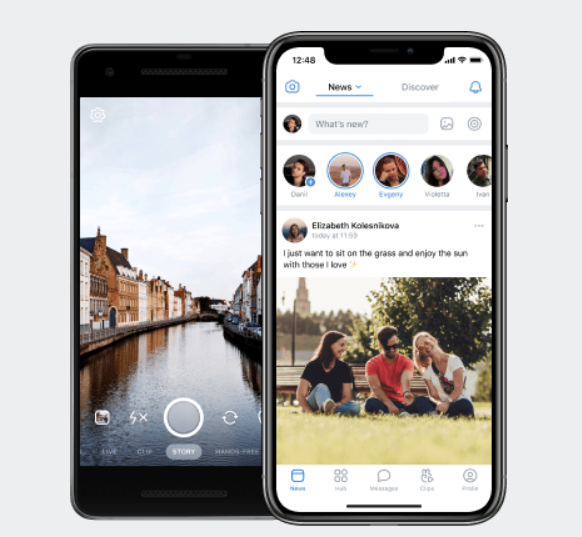 12:48
News
Discover
What's new?
Danil
Alexey
Evgeny
Violetta
Ivan
Elizabeth Kolesnikova
today at 11:59
I just want to sit on the grass and enjoy the sun
with those I love ✨
LIVE
CLIP
STORY
HANDS-FREE
News
Hub
Messages
Clips
Profile